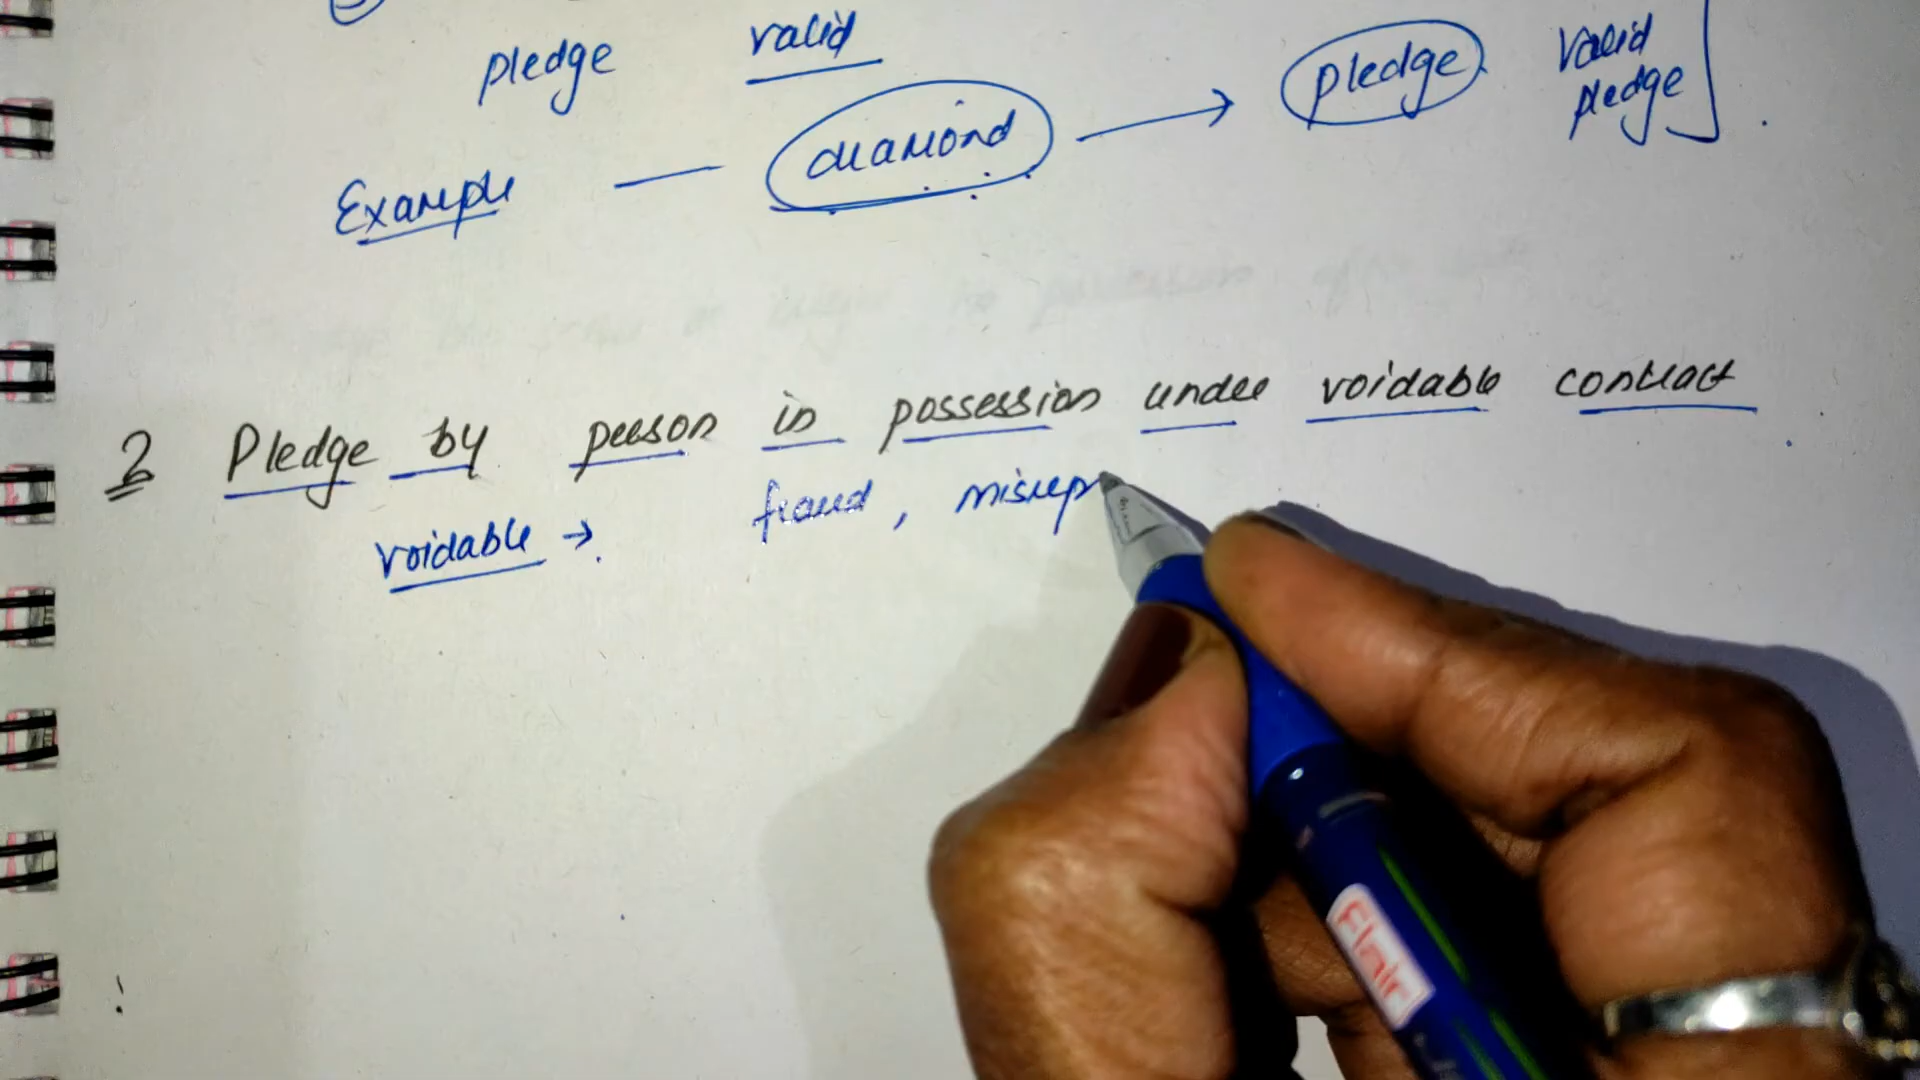 pledge valid
Example — diamond → pledge valid
pledge
2 Pledge by person in possession under voidable contract
voidable → fraud, misrep
Flair